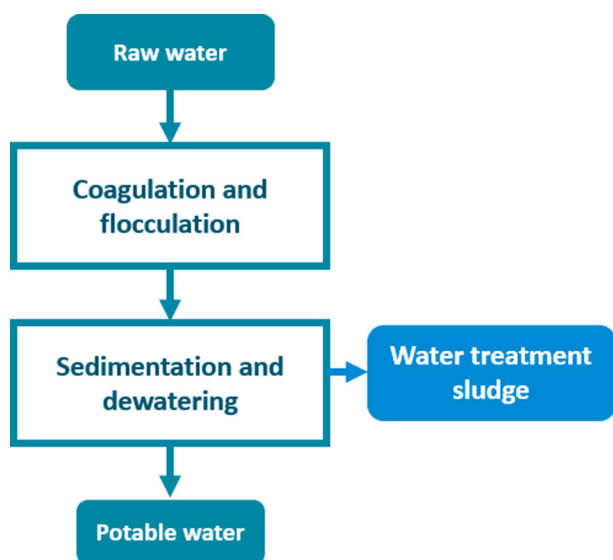 Raw water
Coagulation and
flocculation
Sedimentation and
dewatering
Water treatment
sludge
Potable water